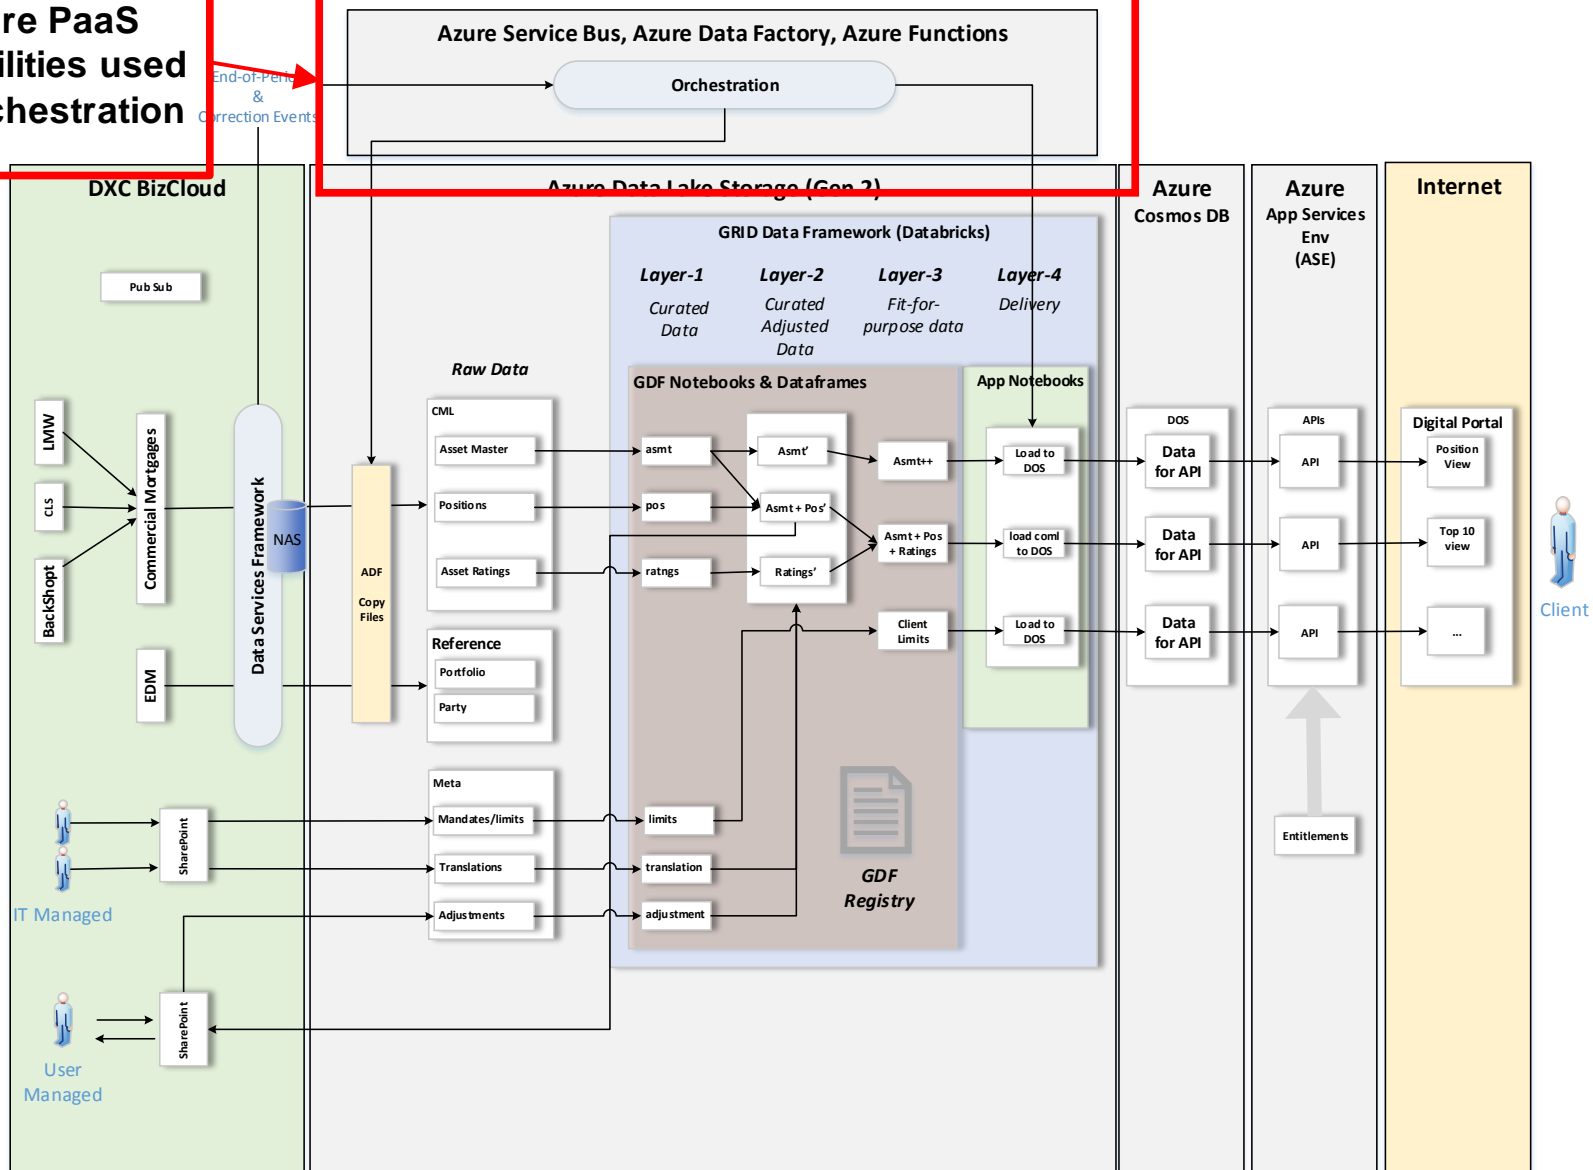 re PaaS
ilities used
chestration
End-of-Peri
&
Correction Events
Azure Service Bus, Azure Data Factory, Azure Functions
Orchestration
DXC BizCloud
Azure Data Lake Storage (Gen 2)
Azure
Cosmos DB
Azure
App Services
Env
(ASE)
Internet
GRID Data Framework (Databricks)
Pub Sub
Layer-1
Curated
Data
Layer-2
Curated
Adjusted
Data
Layer-3
Fit-for-
purpose data
Layer-4
Delivery
Raw Data
GDF Notebooks & Dataframes
App Notebooks
LMW
CLS
BackShopt
Commercial Mortgages
EDM
Data Services Framework
NAS
ADF
Copy
Files
CML
Asset Master
Positions
Asset Ratings
Reference
Portfolio
Party
Meta
Mandates/limits
Translations
Adjustments
asmt
pos
ratngs
limits
translation
adjustment
Asmt'
Asmt + Pos'
Ratings'
Asmt++
Asmt + Pos
+ Ratings
Client
Limits
Load to
DOS
load coml
to DOS
Load to
DOS
GDF
Registry
DOS
Data
for API
Data
for API
Data
for API
APIs
API
API
API
Entitlements
Digital Portal
Position
View
Top 10
view
...
Client
SharePoint
IT Managed
SharePoint
User
Managed